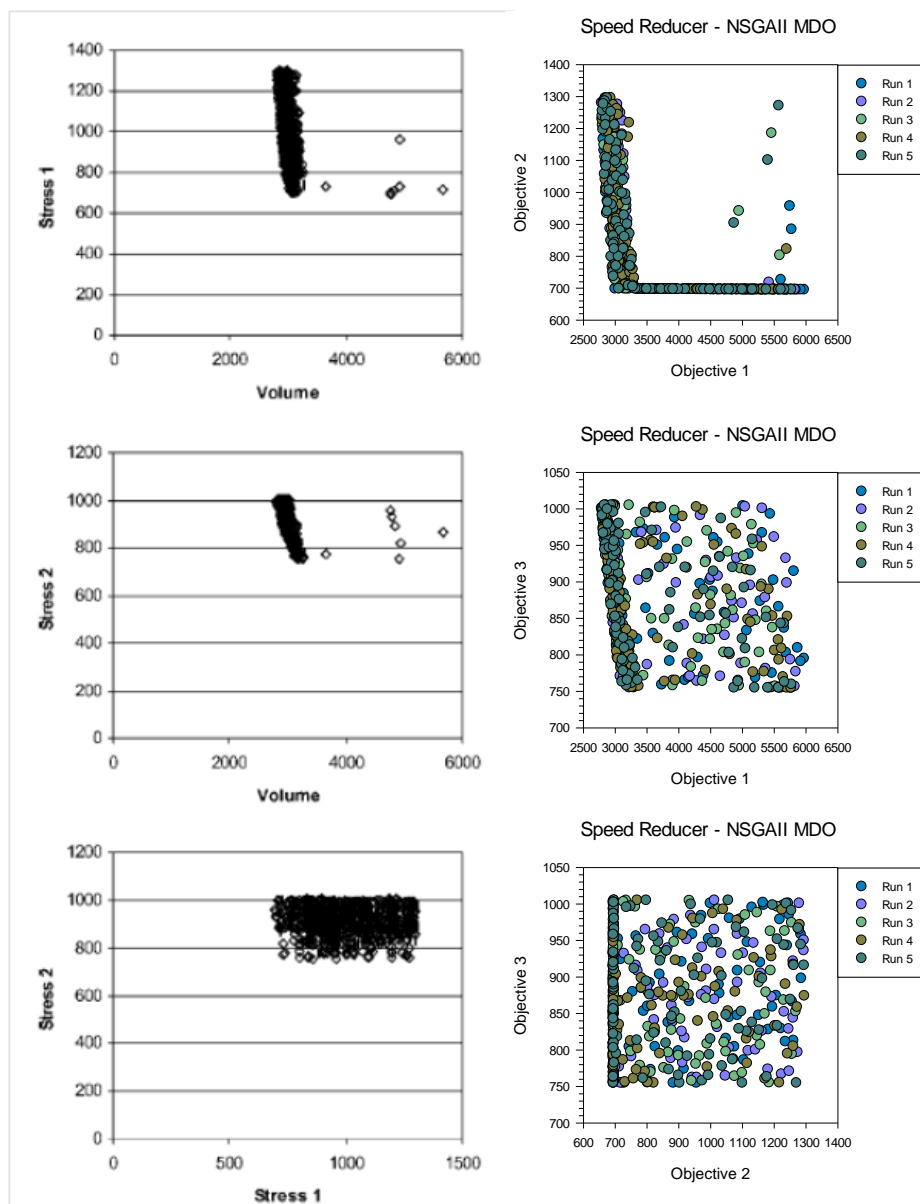 1400
1200
1000
800
600
400
200
0
Stress 1
0 2000 4000 6000
Volume
Speed Reducer - NSGAII MDO
1400
1300
1200
1100
1000
900
800
700
600
Objective 2
2500 3000 3500 4000 4500 5000 5500 6000 6500
Objective 1
Run 1
Run 2
Run 3
Run 4
Run 5
1200
1000
800
600
400
200
0
Stress 2
0 2000 4000 6000
Volume
Speed Reducer - NSGAII MDO
1050
1000
950
900
850
800
750
700
Objective 3
2500 3000 3500 4000 4500 5000 5500 6000 6500
Objective 1
Run 1
Run 2
Run 3
Run 4
Run 5
1200
1000
800
600
400
200
0
Stress 2
0 500 1000 1500
Stress 1
Speed Reducer - NSGAII MDO
1050
1000
950
900
850
800
750
700
Objective 3
600 700 800 900 1000 1100 1200 1300 1400
Objective 2
Run 1
Run 2
Run 3
Run 4
Run 5